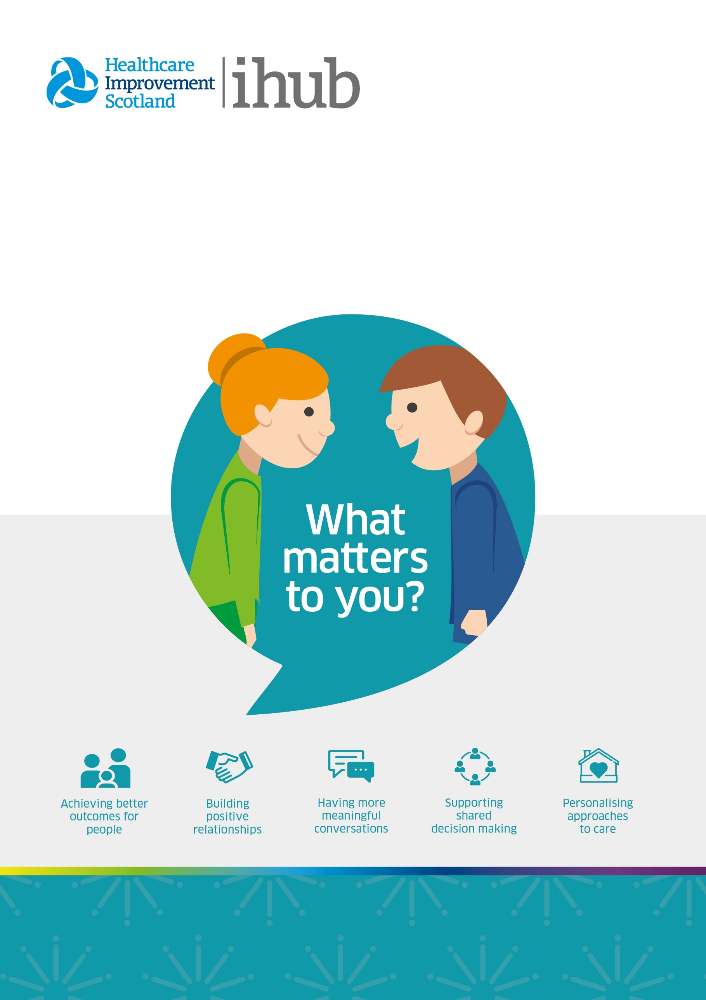 Healthcare
Improvement
Scotland
ihub
What
matters
to you?
Achieving better
outcomes for
people
Building
positive
relationships
Having more
meaningful
conversations
Supporting
shared
decision making
Personalising
approaches
to care